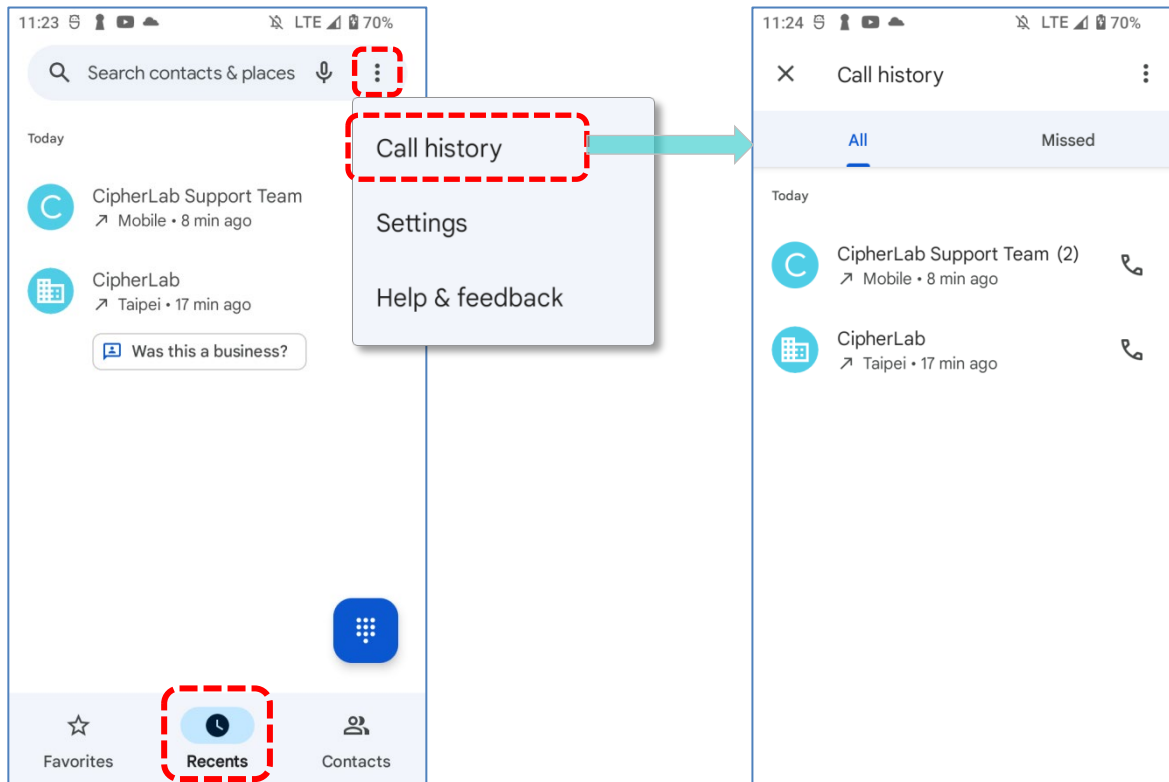 11:23 LTE 70%
Search contacts & places
Today
CipherLab Support Team
Mobile • 8 min ago
CipherLab
Taipei • 17 min ago
Was this a business?
Favorites
Recents
Contacts
Call history
Settings
Help & feedback
11:24 LTE 70%
Call history
All Missed
Today
C
CipherLab Support Team (2)
Mobile • 8 min ago
CipherLab
Taipei • 17 min ago